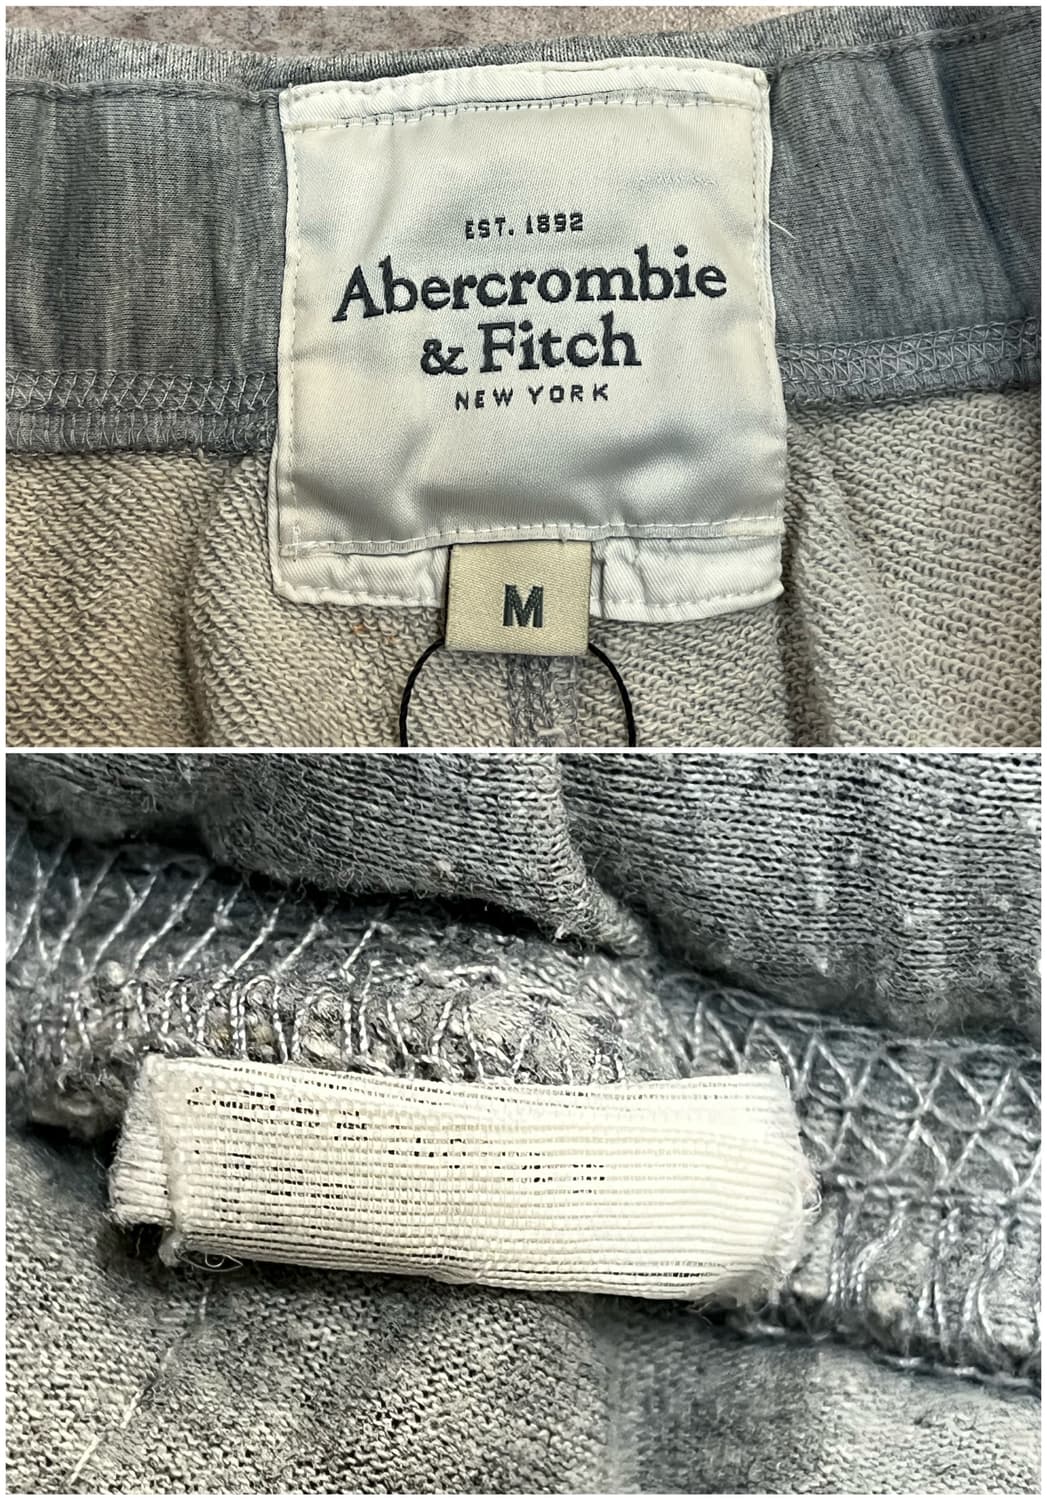 EST. 1892
Abercrombie
& Fitch
NEW YORK
M